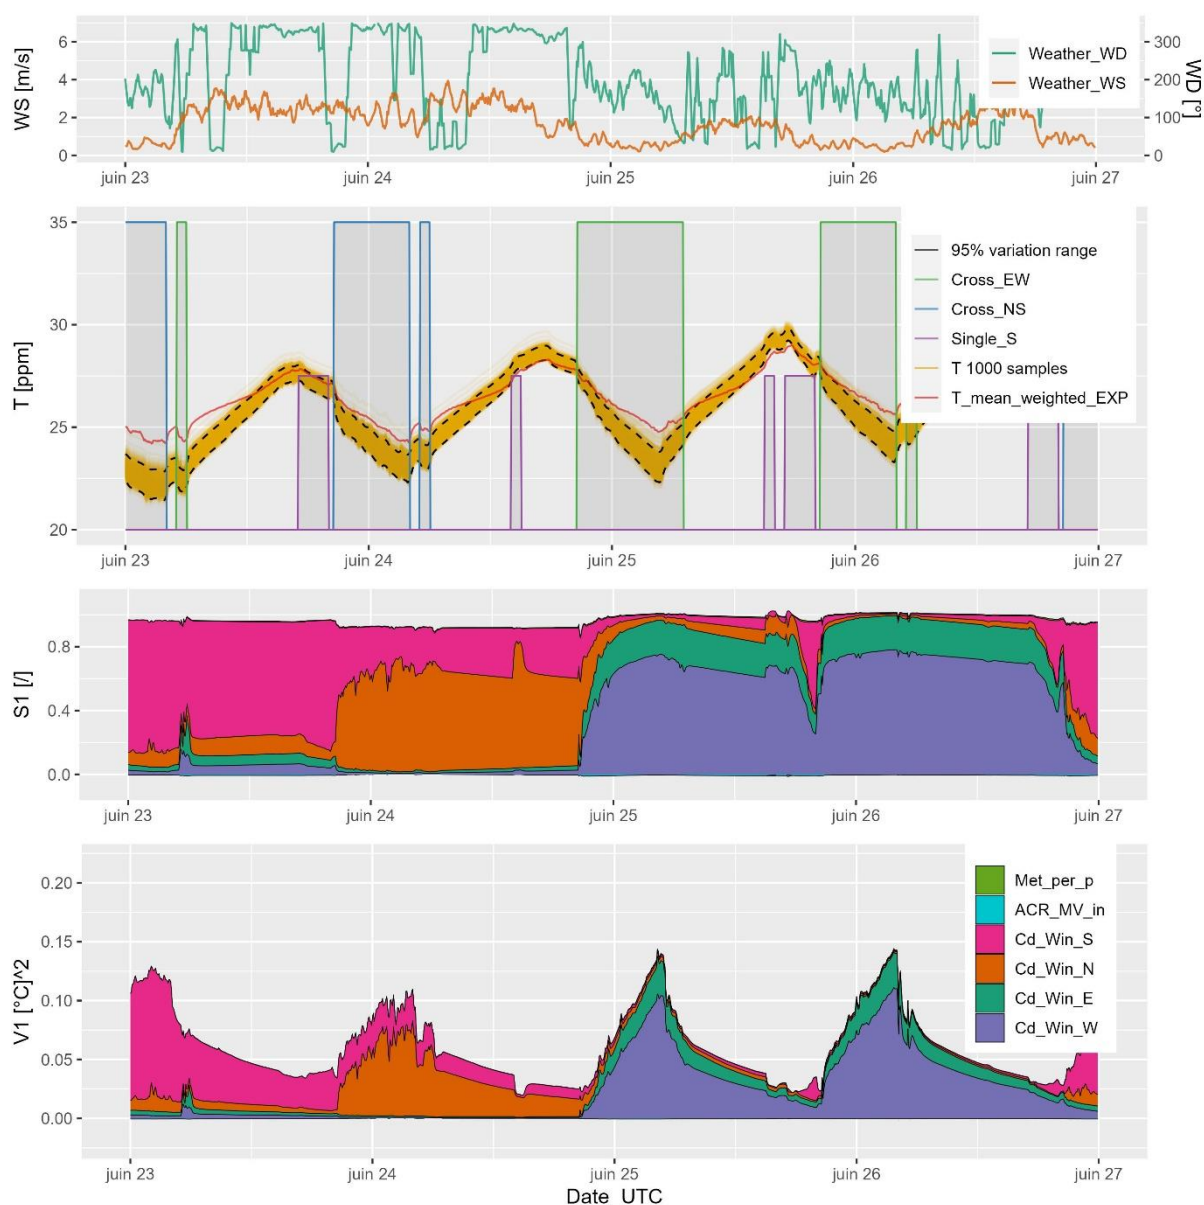 WS [m/s]
6
4
2
0
300
200
100
0
WD [°]
Weather_WD
Weather_WS
juin 23
juin 24
juin 25
juin 26
juin 27
T [ppm]
35
30
25
20
95% variation range
Cross_EW
Cross_NS
Single_S
T 1000 samples
T_mean_weighted_EXP
juin 23
juin 24
juin 25
juin 26
juin 27
S1 [/]
0.8
0.4
0.0
juin 23
juin 24
juin 25
juin 26
juin 27
V1 [°C]^2
0.20
0.15
0.10
0.05
0.00
Met_per_p
ACR_MV_in
Cd_Win_S
Cd_Win_N
Cd_Win_E
Cd_Win_W
juin 23
juin 24
juin 25
juin 26
juin 27
Date UTC